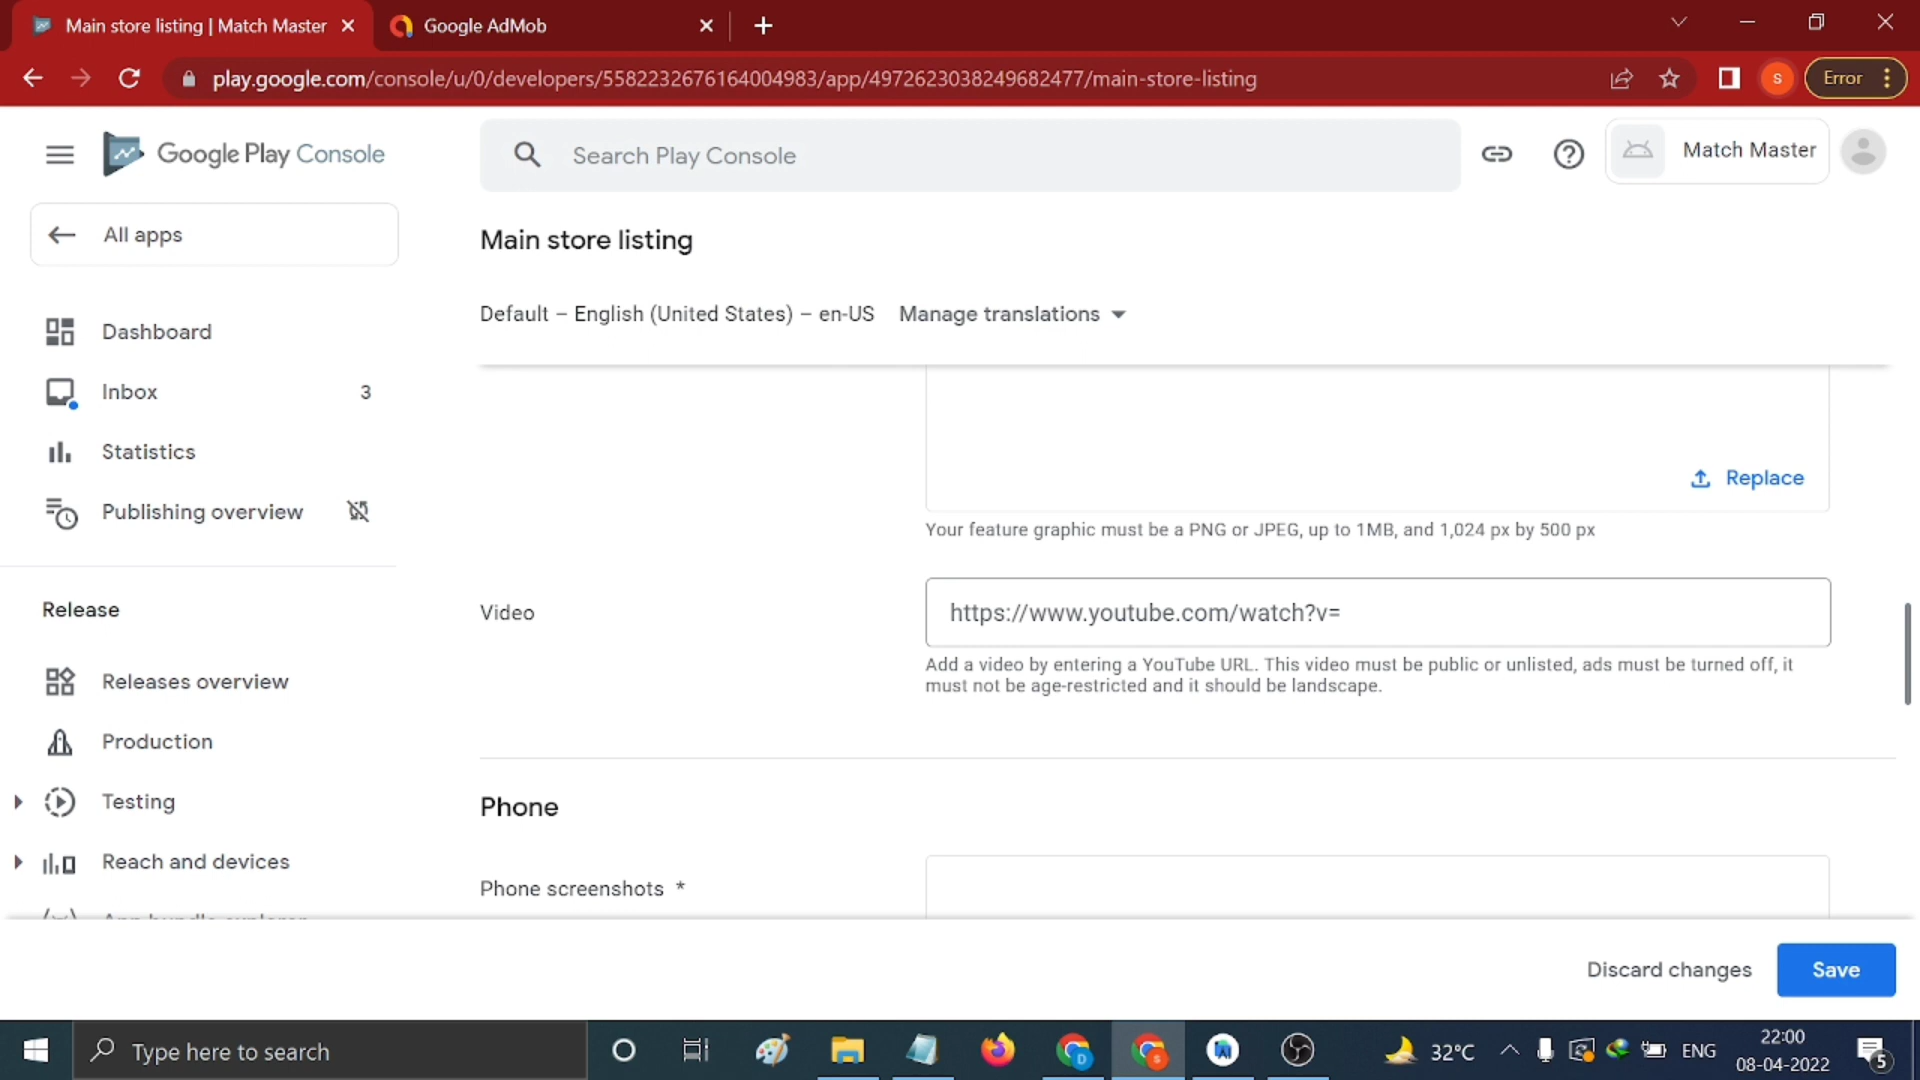 Main store listing | Match Master
Google AdMob
play.google.com/console/u/0/developers/5582232676164004983/app/4972623038249682477/main-store-listing
s
Error
Google Play Console
Search Play Console
Match Master
All apps
Main store listing
Default – English (United States) – en-US Manage translations
Dashboard
Inbox 3
Statistics
Publishing overview
Replace
Your feature graphic must be a PNG or JPEG, up to 1MB, and 1,024 px by 500 px
Release
Video
https://www.youtube.com/watch?v=
Add a video by entering a YouTube URL. This video must be public or unlisted, ads must be turned off, it
must not be age-restricted and it should be landscape.
Releases overview
Production
Testing
Phone
Reach and devices
Phone screenshots *
Discard changes
Save
Type here to search
32°C
ENG
22:00
08-04-2022
5